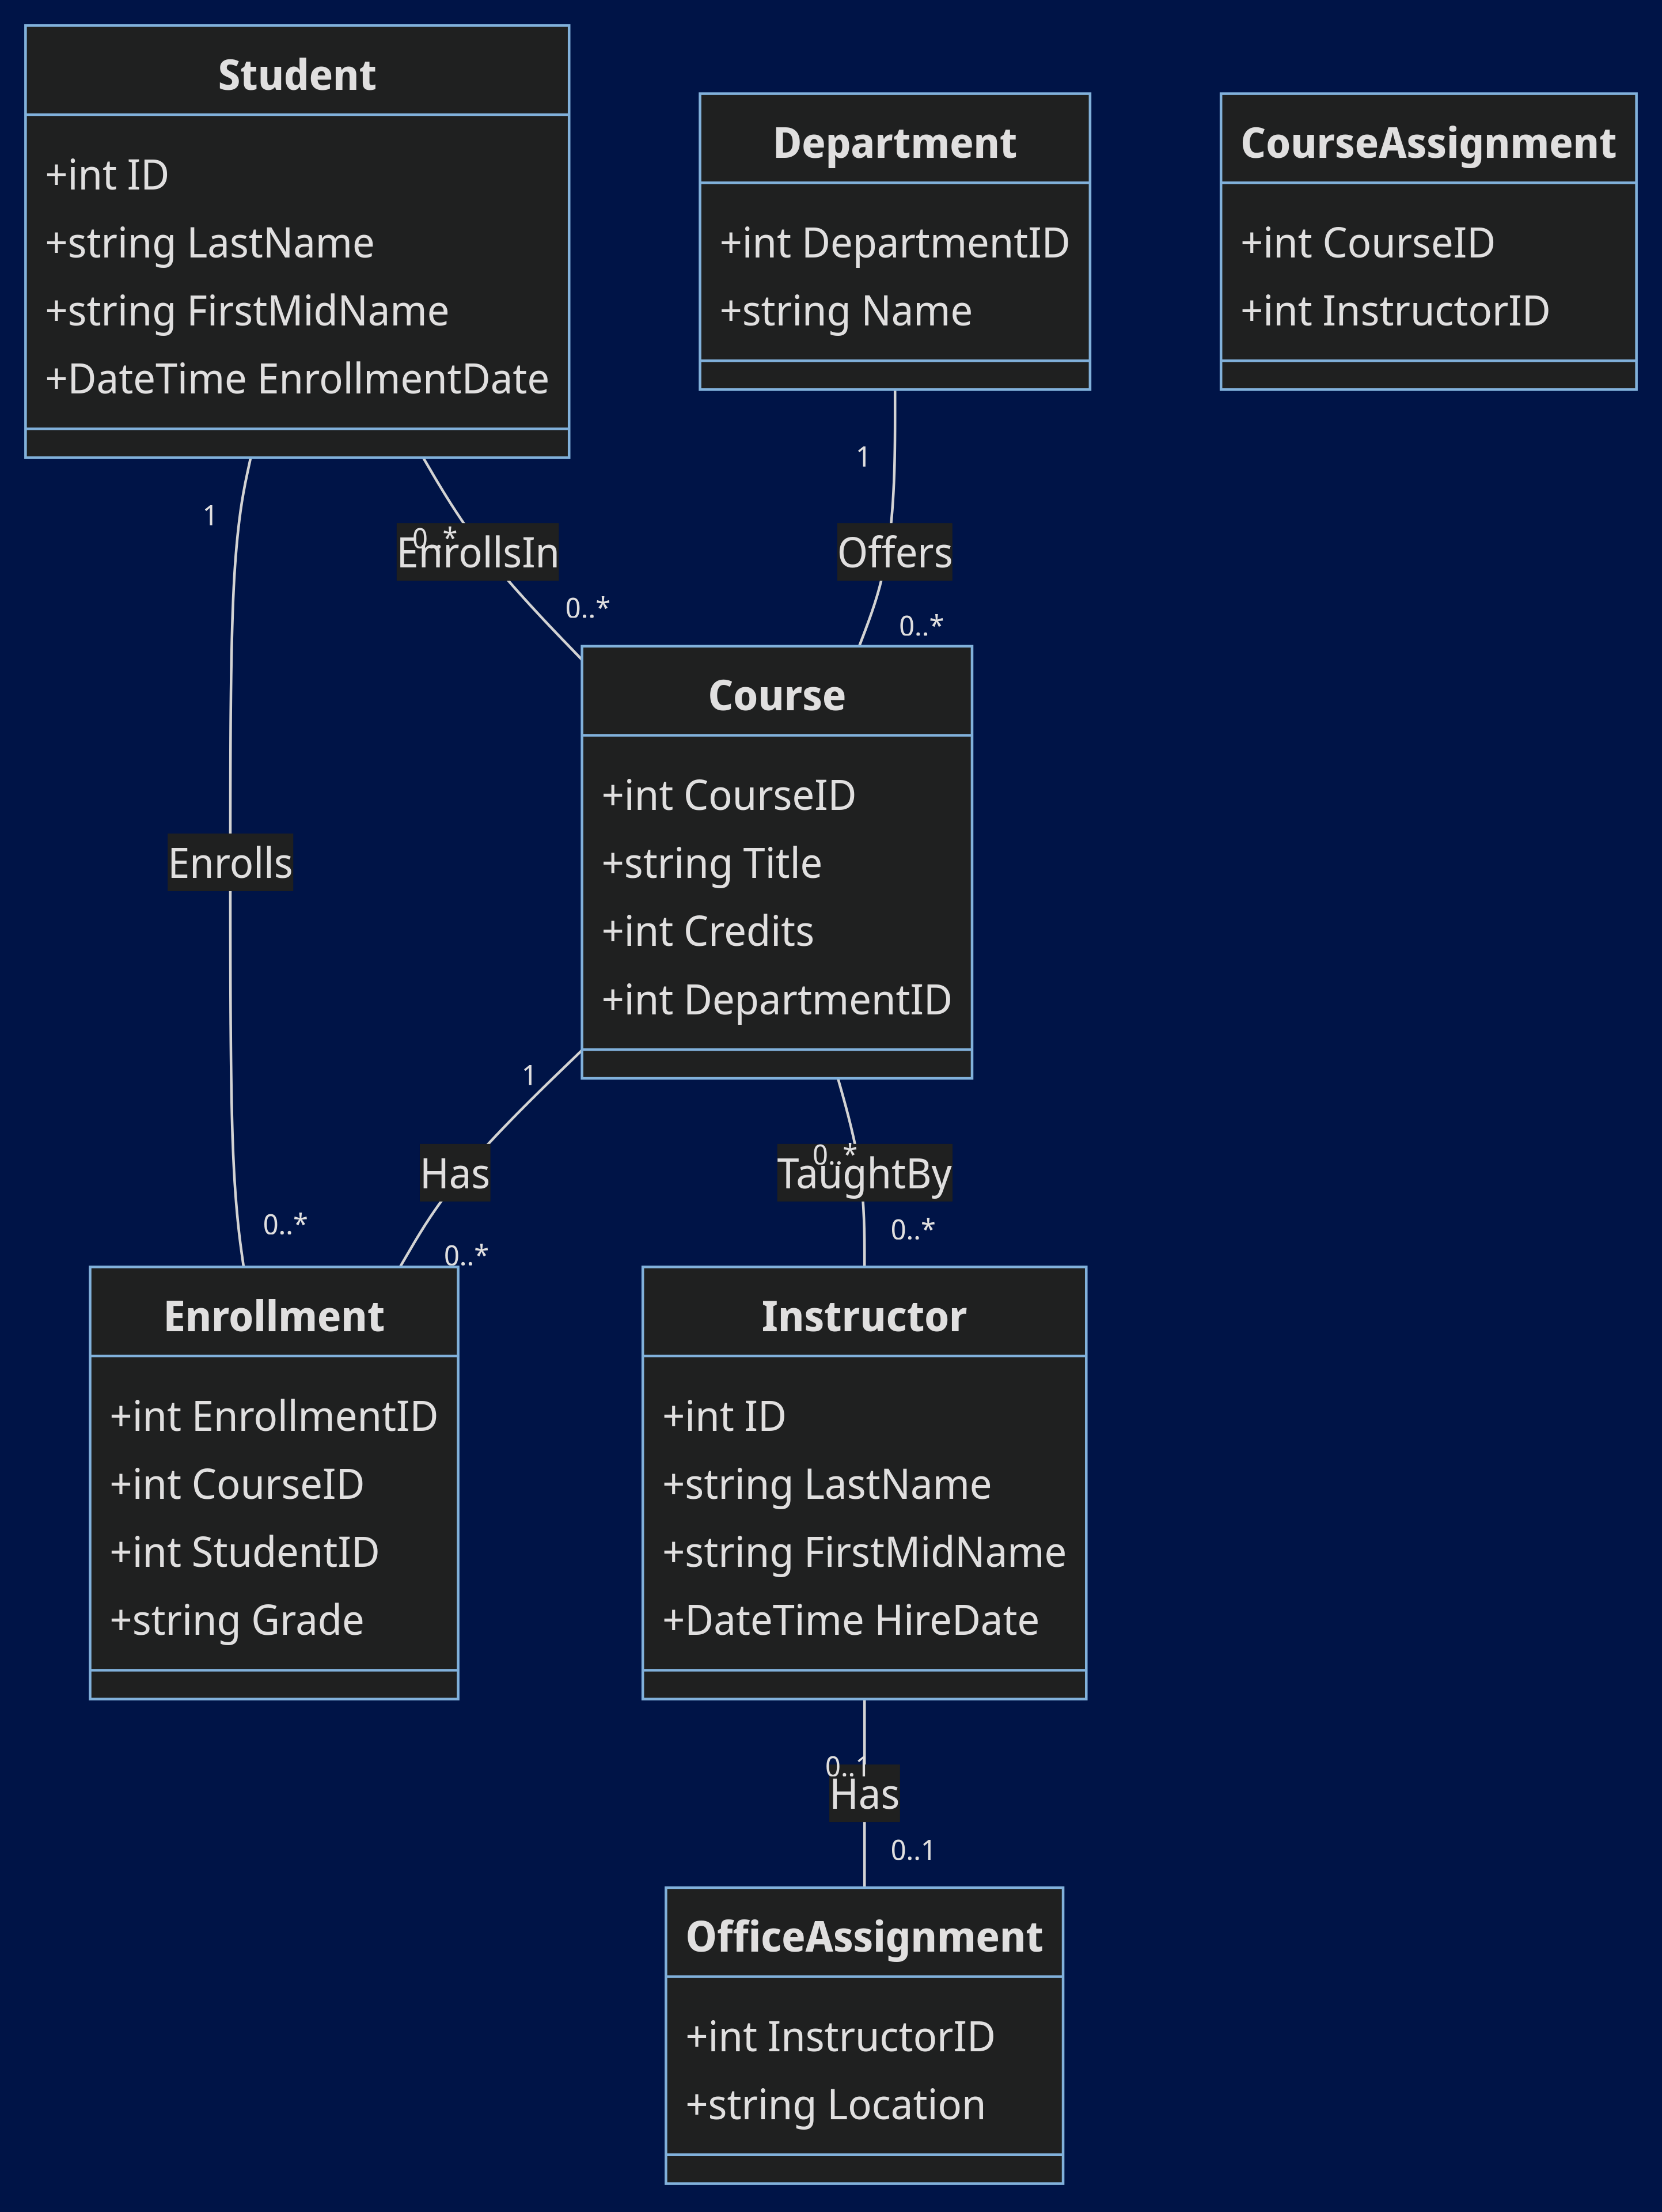 Student
+int ID
+string LastName
+string FirstMidName
+DateTime EnrollmentDate
Department
+int DepartmentID
+string Name
CourseAssignment
+int CourseID
+int InstructorID
1
0..*
EnrollsIn
0..*
1
Offers
0..*
Course
+int CourseID
+string Title
+int Credits
+int DepartmentID
Enrolls
0..*
1
Has
0..*
0..*
TaughtBy
0..*
Enrollment
+int EnrollmentID
+int CourseID
+int StudentID
+string Grade
Instructor
+int ID
+string LastName
+string FirstMidName
+DateTime HireDate
0..1
Has
0..1
OfficeAssignment
+int InstructorID
+string Location